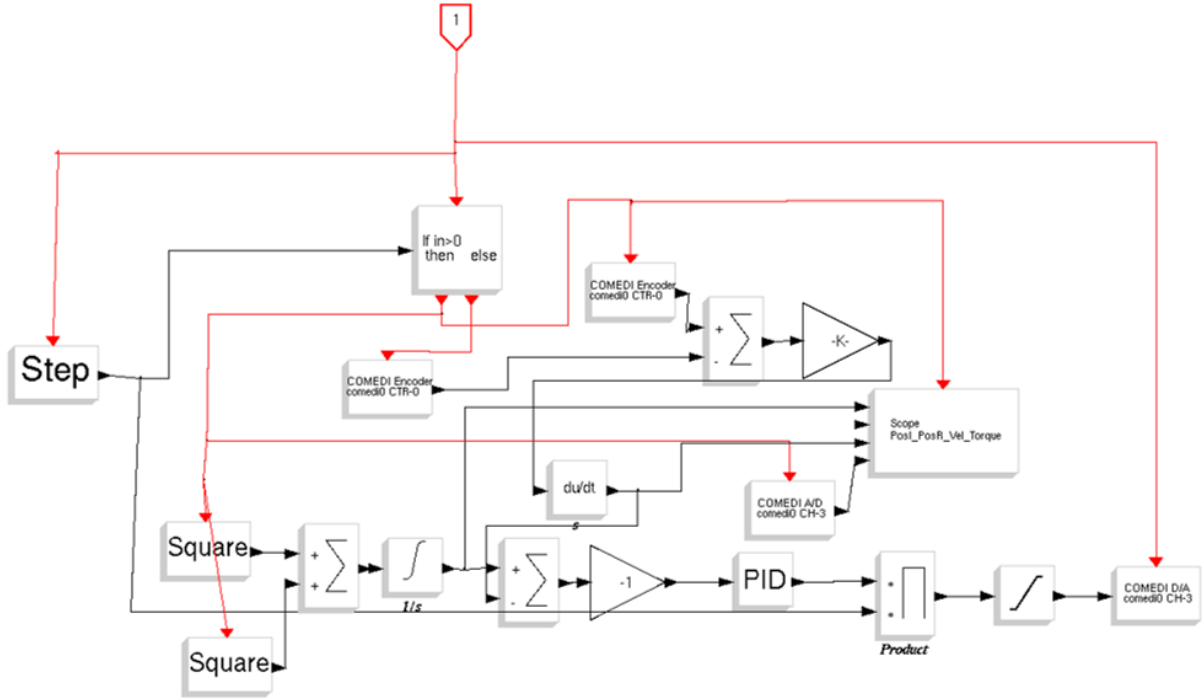 1
If in>0
then else
COMEDI Encoder
comedi0 CTR-0
+
-
-K-
Step
COMEDI Encoder
comedi0 CTR-0
Scope
PosI_PosR_Vel_Torque
du/dt
s
COMEDI A/D
comedi0 CH-3
Square
+
+
1/s
+
-
-1
PID
*
*
Product
COMEDI D/A
comedi0 CH-3
Square